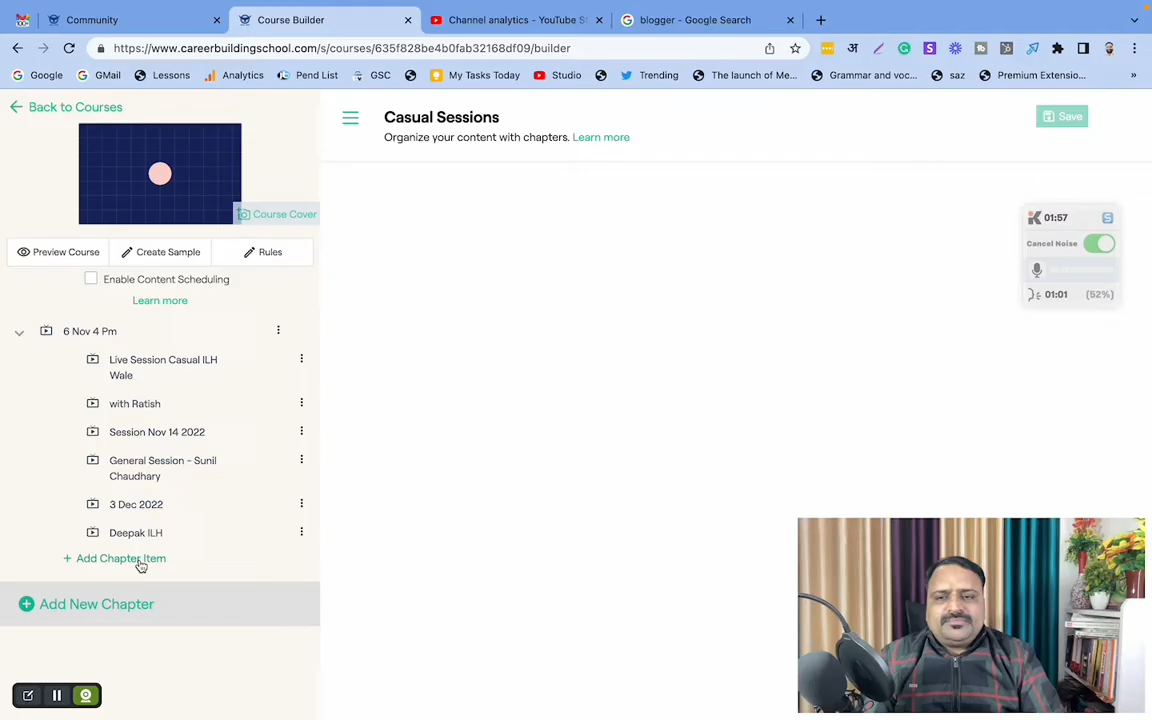 Community
Course Builder
Channel analytics - YouTube S
blogger - Google Search
https://www.careerbuildingschool.com/s/courses/635f828be4b0fab32168df09/builder
Google
GMail
Lessons
Analytics
Pend List
GSC
My Tasks Today
Studio
Trending
The launch of Me...
Grammar and voc...
saz
Premium Extensio...
»
Back to Courses
Course Cover
Preview Course
Create Sample
Rules
Enable Content Scheduling
Learn more
6 Nov 4 Pm
Live Session Casual ILH
Wale
with Ratish
Session Nov 14 2022
General Session - Sunil
Chaudhary
3 Dec 2022
Deepak ILH
+ Add Chapter Item
Add New Chapter
Casual Sessions
Organize your content with chapters. Learn more
Save
01:57
Cancel Noise
01:01 (52%)